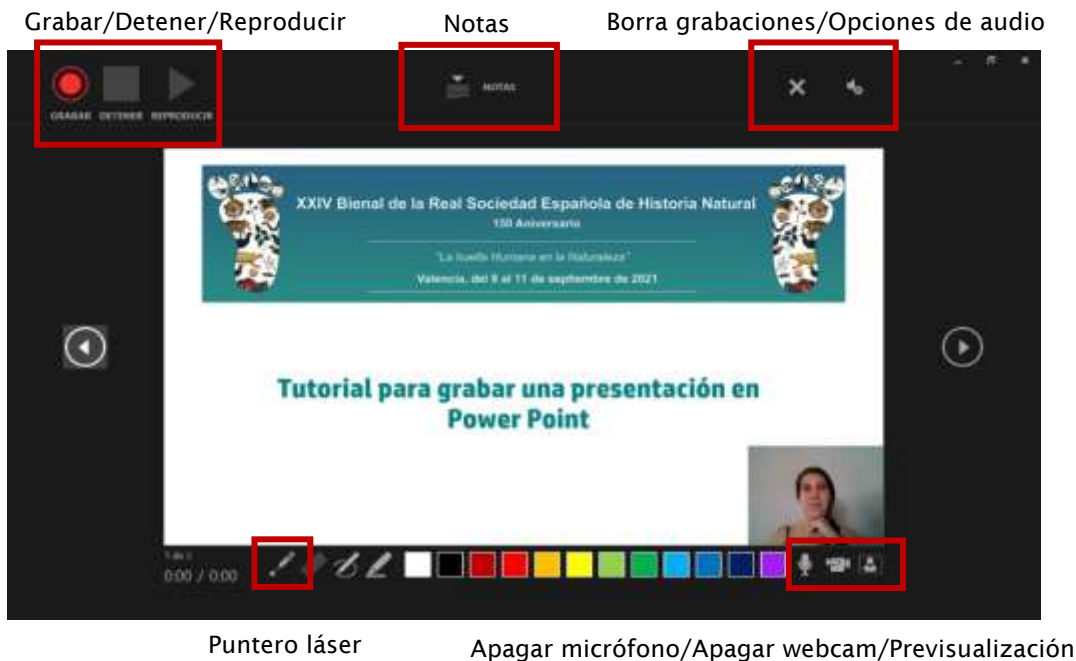 Grabar/Detener/Reproducir
Notas
Borra grabaciones/Opciones de audio
GRABAR DETENER REPRODUCIR
NOTAS
XXIV Bienal de la Real Sociedad Española de Historia Natural
150 Aniversario
"La huella Humana en la Naturaleza"
Valencia, del 8 al 11 de septiembre de 2021
Tutorial para grabar una presentación en
Power Point
0:00 / 0:00
Puntero láser
Apagar micrófono/Apagar webcam/Previsualización